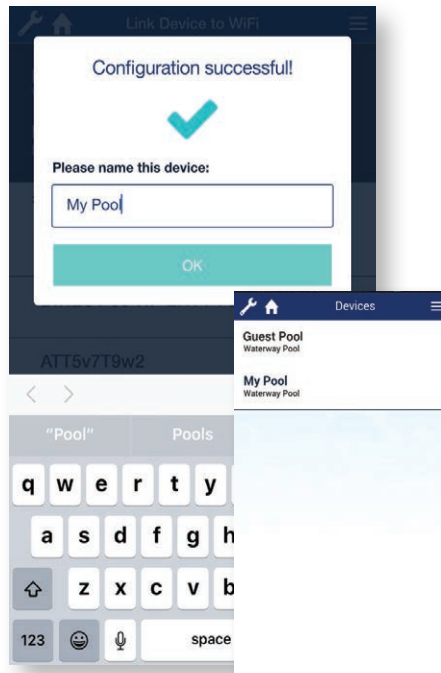 Link Device to WiFi
Configuration successful!
Please name this device:
My Pool
OK
ATT5v7T9w2
"Pool"
Pools
q w e r t y
a s d f g h
z x c v b
123
space
Devices
Guest Pool
Waterway Pool
My Pool
Waterway Pool